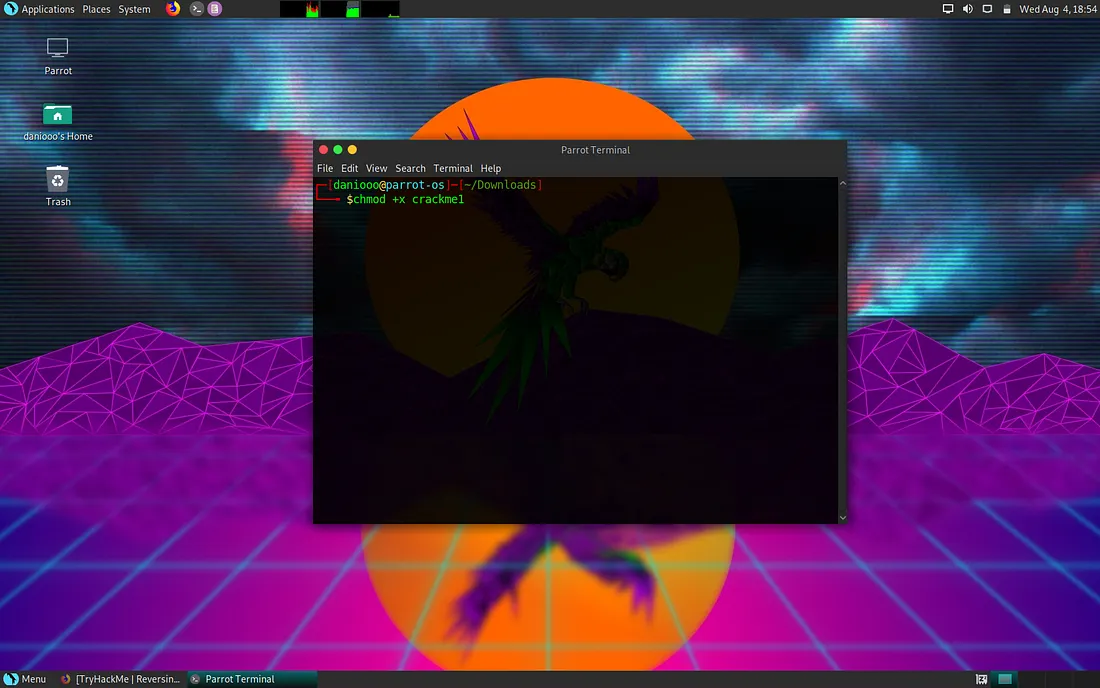 Applications Places System
Wed Aug 4, 18:54
Parrot
daniooo's Home
Trash
Parrot Terminal
File Edit View Search Terminal Help
┌─[daniooo@parrot-os]─[~/Downloads]
└──╼ $chmod +x crackme1
Menu
[TryHackMe | Reversin...
Parrot Terminal